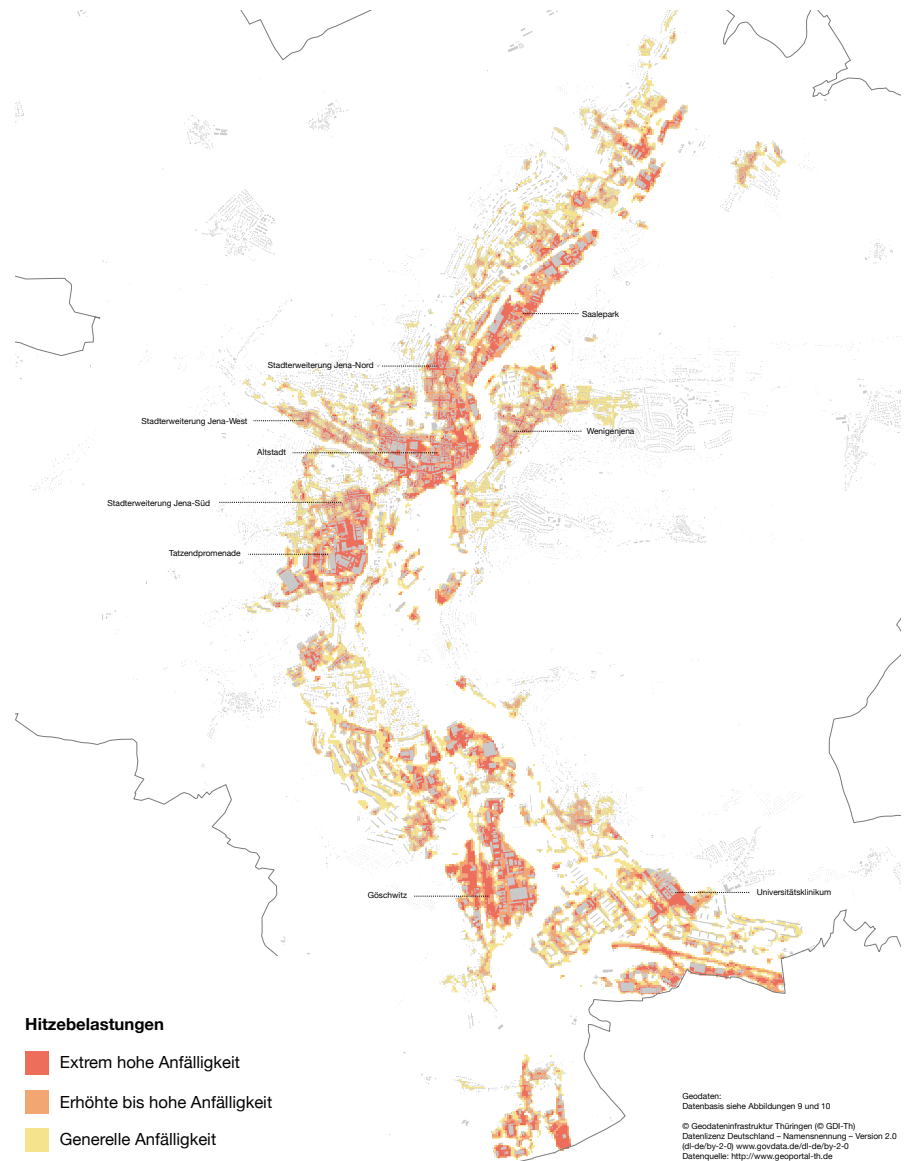 Saalepark
Stadterweiterung Jena-Nord
Stadterweiterung Jena-West
Wenigenjena
Altstadt
Stadterweiterung Jena-Süd
Tatzendpromenade
Göschwitz
Universitätsklinikum
Hitzebelastungen
Extrem hohe Anfälligkeit
Erhöhte bis hohe Anfälligkeit
Generelle Anfälligkeit
Geodaten:
Datenbasis siehe Abbildungen 9 und 10
© Geodateninfrastruktur Thüringen (© GDI-Th)
Datenlizenz Deutschland – Namensnennung – Version 2.0
(dl-de/by-2-0) www.govdata.de/dl-de/by-2-0
Datenquelle: http://www.geoportal-th.de